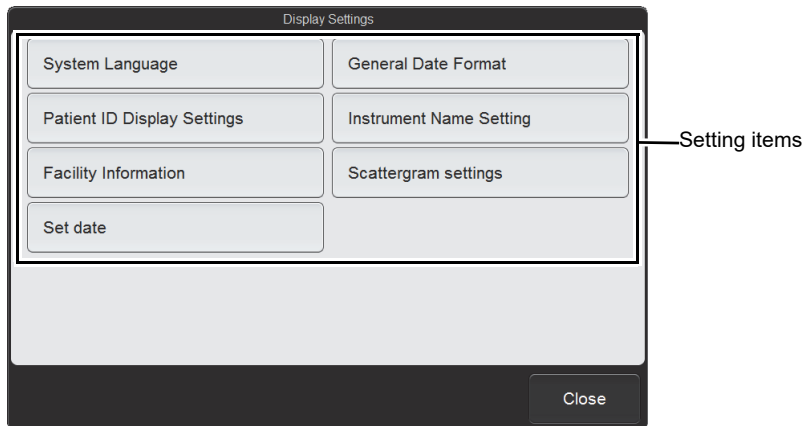 Display Settings
System Language
General Date Format
Patient ID Display Settings
Instrument Name Setting
Setting items
Facility Information
Scattergram settings
Set date
Close